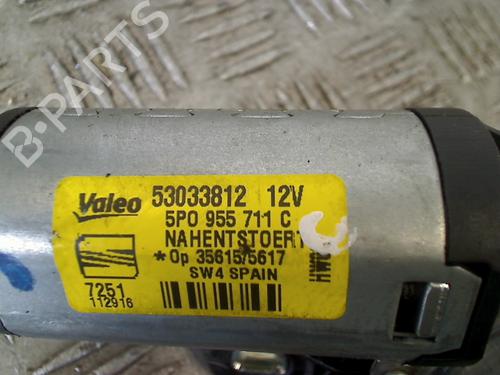 B-PARTS
Valeo 53033812 12V
5P0 955 711 C
NAHENTSTOERT
*Op 35615/5617
SW4 SPAIN
7251
112916